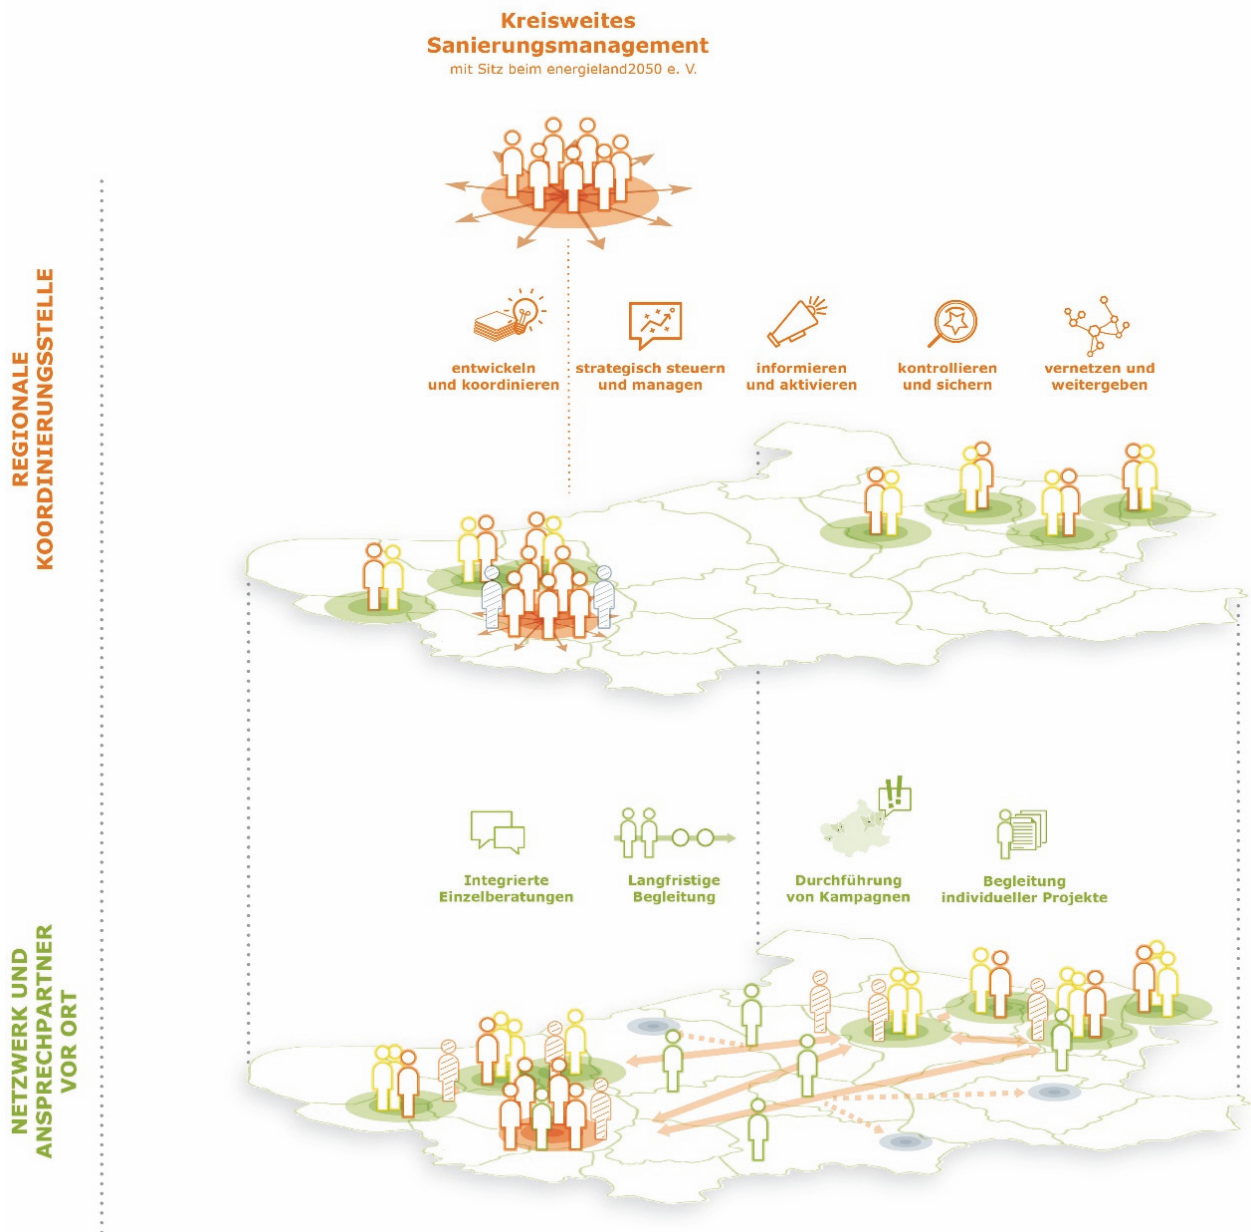 Kreisweites
Sanierungsmanagement
mit Sitz beim energieland2050 e. V.
REGIONALE
KOORDINIERUNGSSTELLE
entwickeln
und koordinieren
strategisch steuern
und managen
informieren
und aktivieren
kontrollieren
und sichern
vernetzen und
weitergeben
NETZWERK UND
ANSPRECHPARTNER
VOR ORT
Integrierte
Einzelberatungen
Langfristige
Begleitung
!!
Durchführung
von Kampagnen
Begleitung
individueller Projekte